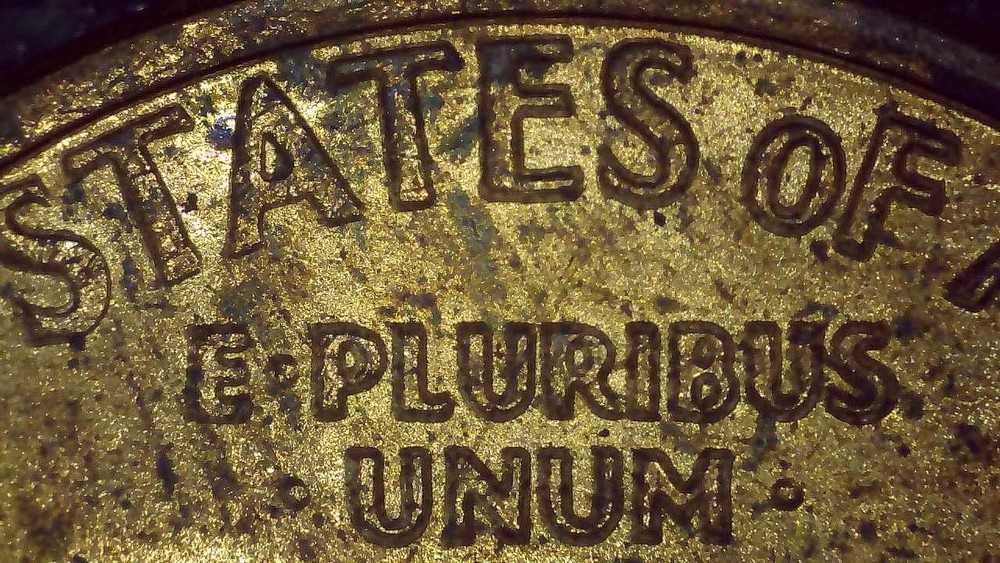 STATES OF
E·PLURIBUS
·UNUM·